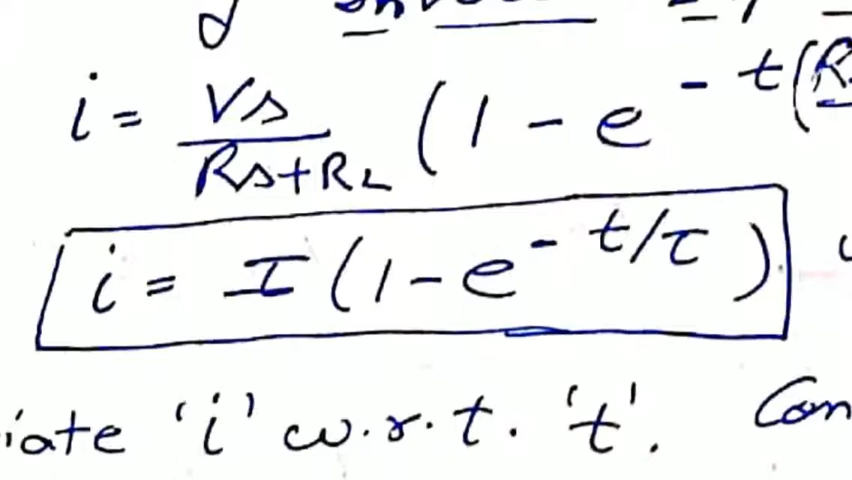 i = Vs / Rs+RL (1 - e^- t(R
i = I (1 - e^- t/τ)
iate 'i' w.r.t. 't'. Con